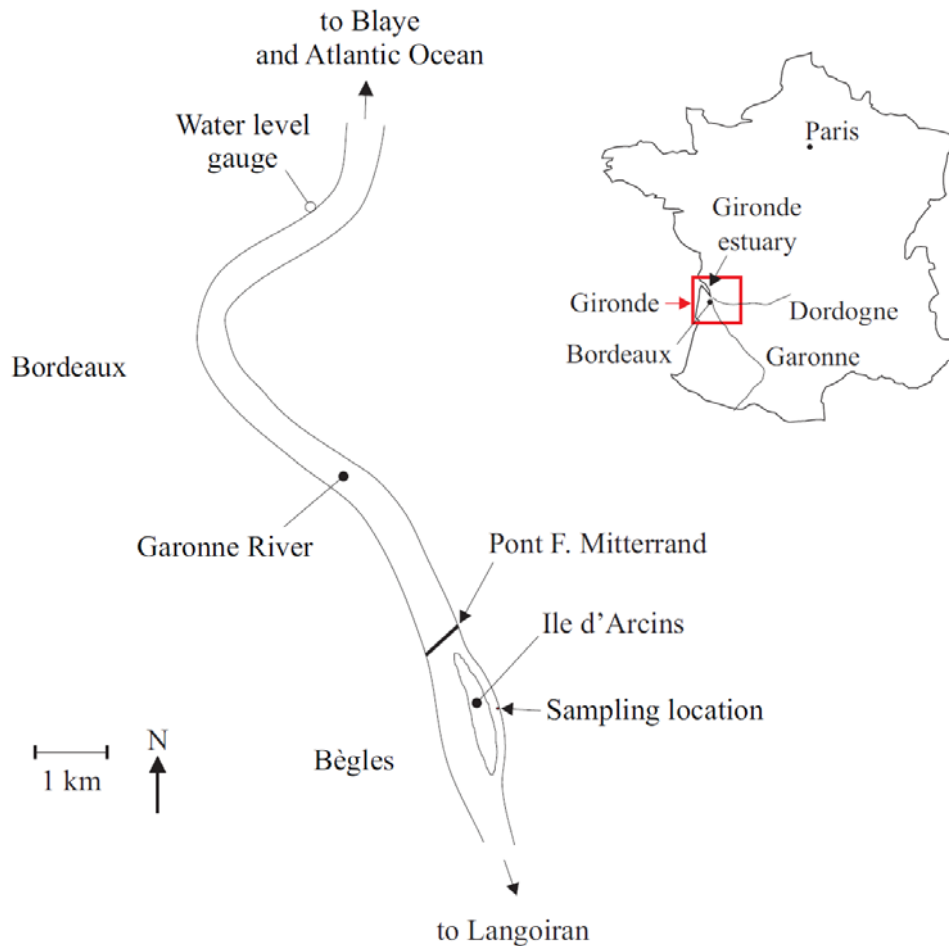 to Blaye
and Atlantic Ocean
Water level
gauge
Paris
Gironde
estuary
Gironde
Dordogne
Bordeaux
Garonne
Bordeaux
Garonne River
Pont F. Mitterrand
Ile d'Arcins
Sampling location
Bègles
N
1 km
to Langoiran